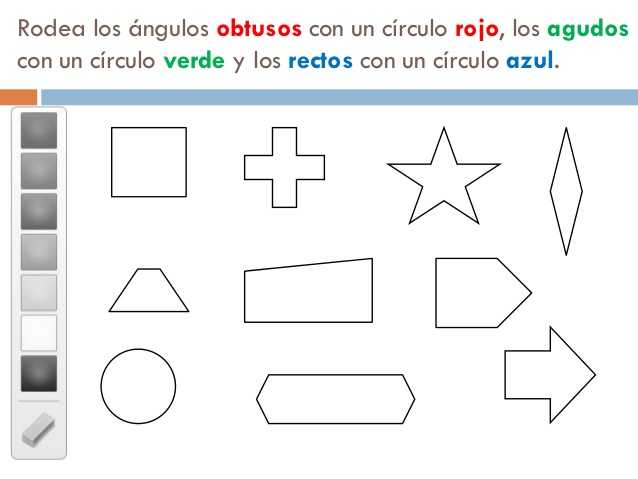 Rodea los ángulos obtusos con un círculo rojo, los agudos
con un círculo verde y los rectos con un círculo azul.